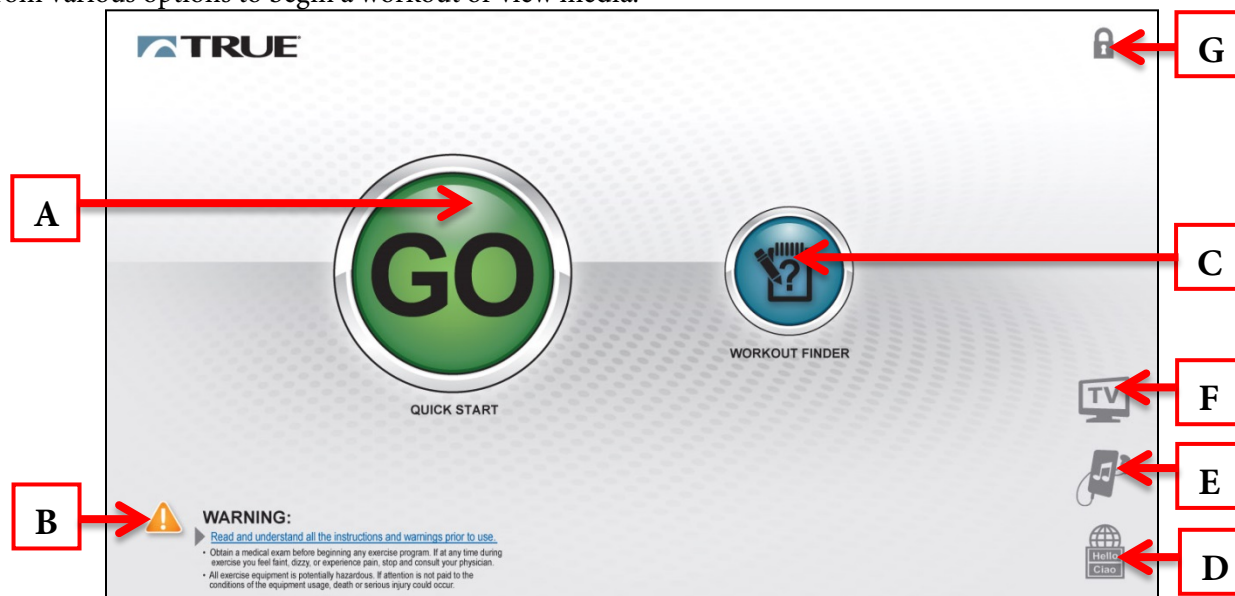 from various options to begin a workout or view media.
TRUE
G
A
GO
C
WORKOUT FINDER
QUICK START
TV
F
E
B
WARNING:
Read and understand all the instructions and warnings prior to use.
• Obtain a medical exam before beginning any exercise program. If at any time during
exercise you feel faint, dizzy, or experience pain, stop and consult your physician.
• All exercise equipment is potentially hazardous. If attention is not paid to the
conditions of the equipment usage, death or serious injury could occur.
Hello
Ciao
D
?